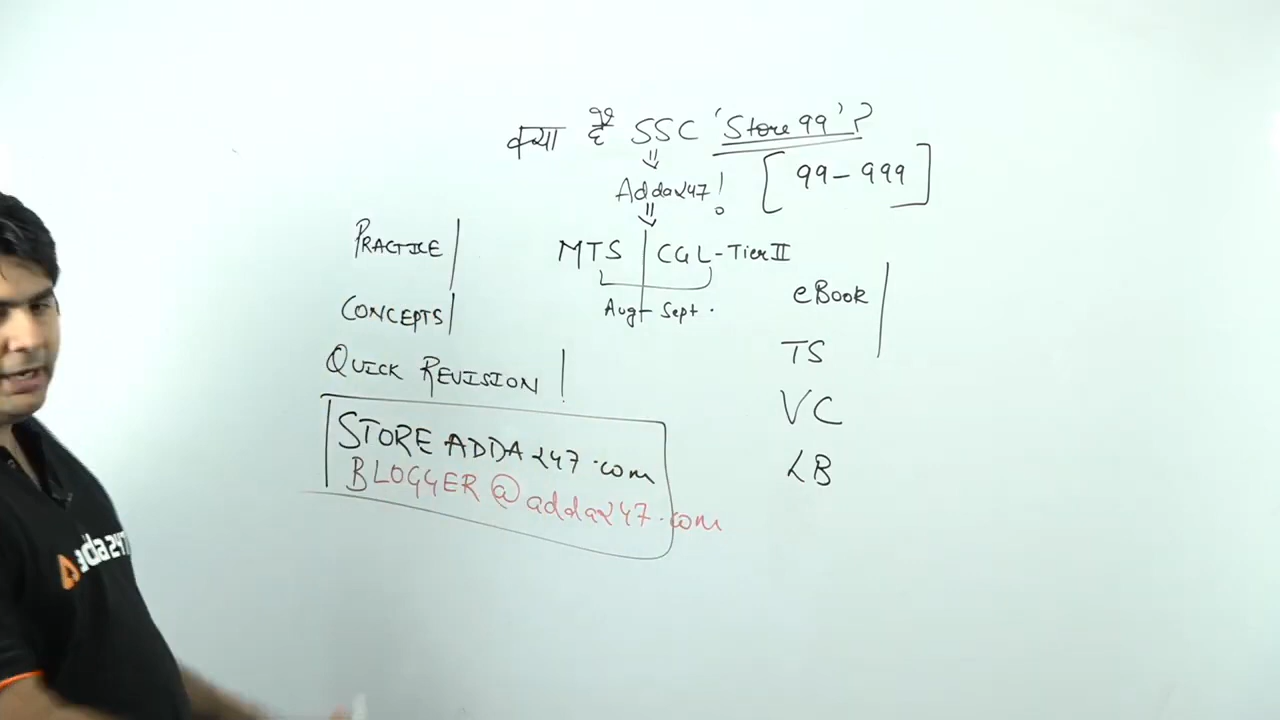 क्या है SSC 'Store 99'?
Adda247!
[99 - 999]
PRACTICE
MTS | CGL - Tier II
CONCEPTS
Aug - Sept.
eBook
QUICK REVISION
TS
VC
LB
STORE ADDA247.com
BLOGGER@adda247.com
adda247